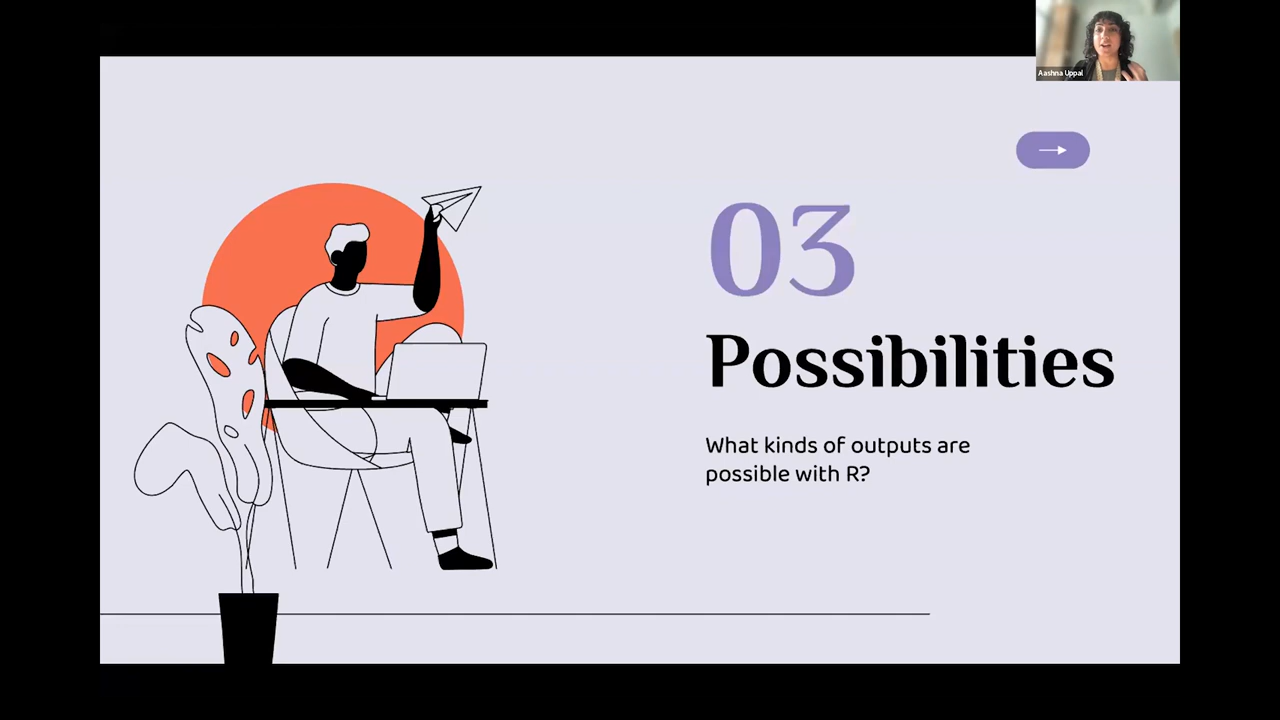 Aashna Uppal
03
Possibilities
What kinds of outputs are
possible with R?